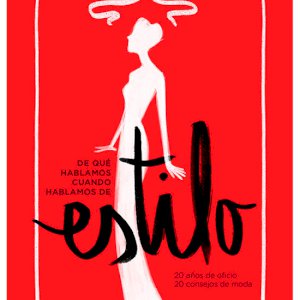 DE QUÉ
HABLAMOS
CUANDO
HABLAMOS DE
estilo
20 años de oficio
20 consejos de moda